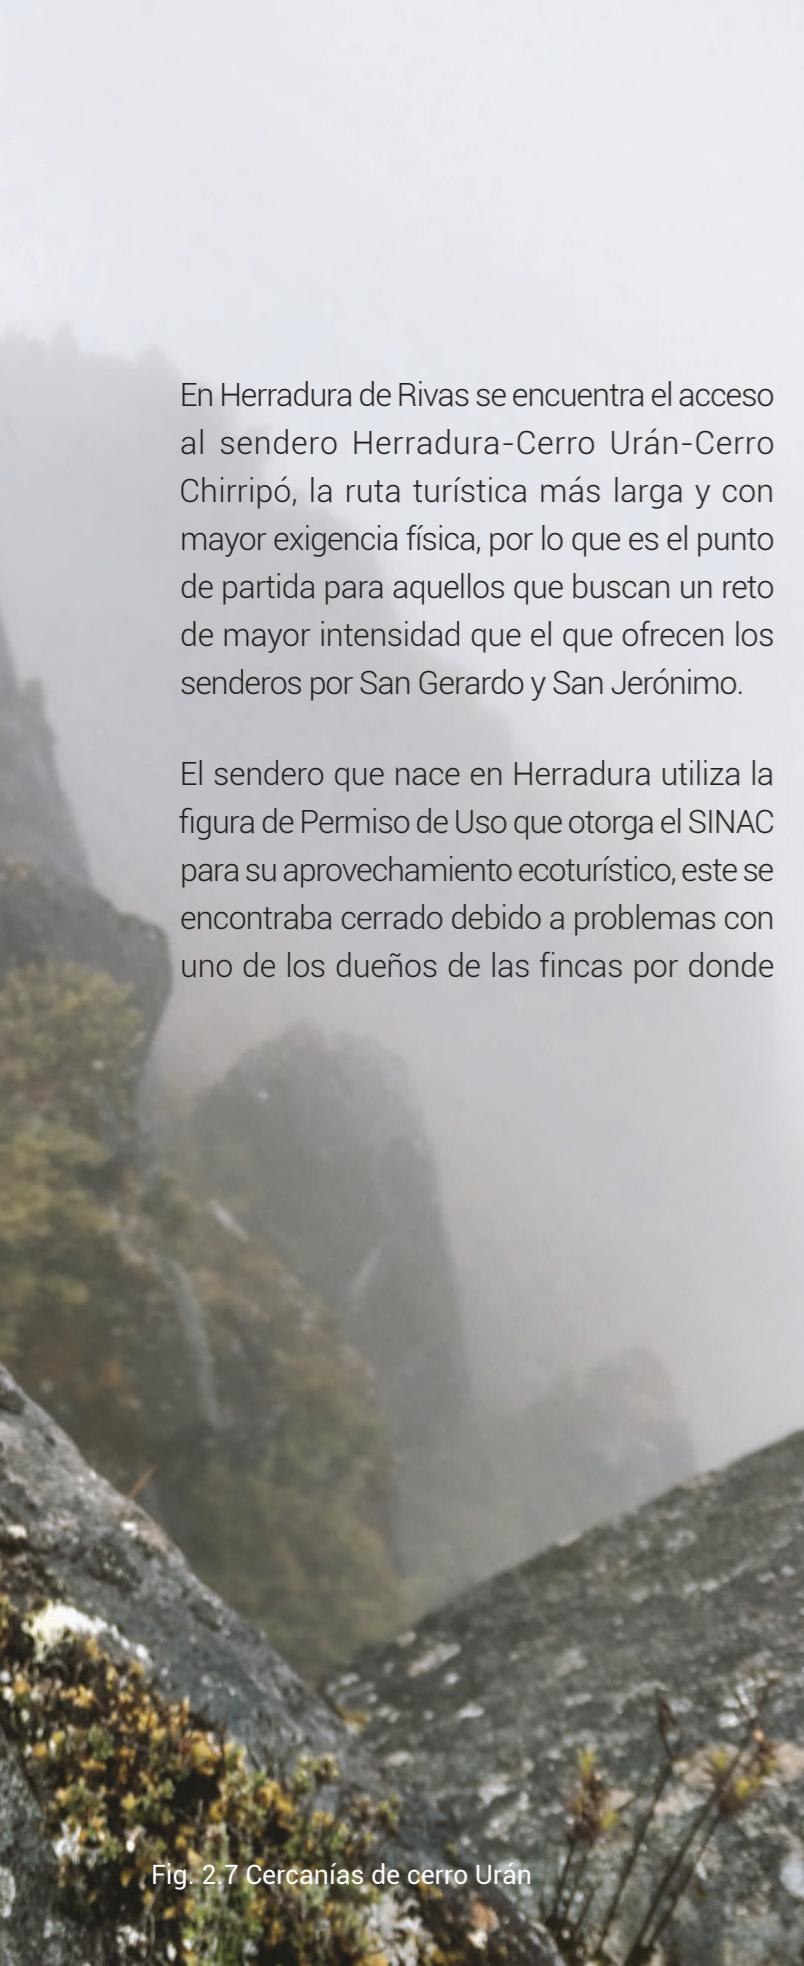 En Herradura de Rivas se encuentra el acceso
al sendero Herradura-Cerro Urán-Cerro
Chirripó, la ruta turística más larga y con
mayor exigencia física, por lo que es el punto
de partida para aquellos que buscan un reto
de mayor intensidad que el que ofrecen los
senderos por San Gerardo y San Jerónimo.
El sendero que nace en Herradura utiliza la
figura de Permiso de Uso que otorga el SINAC
para su aprovechamiento ecoturístico, este se
encontraba cerrado debido a problemas con
uno de los dueños de las fincas por donde
Fig. 2.7 Cercanías de cerro Urán